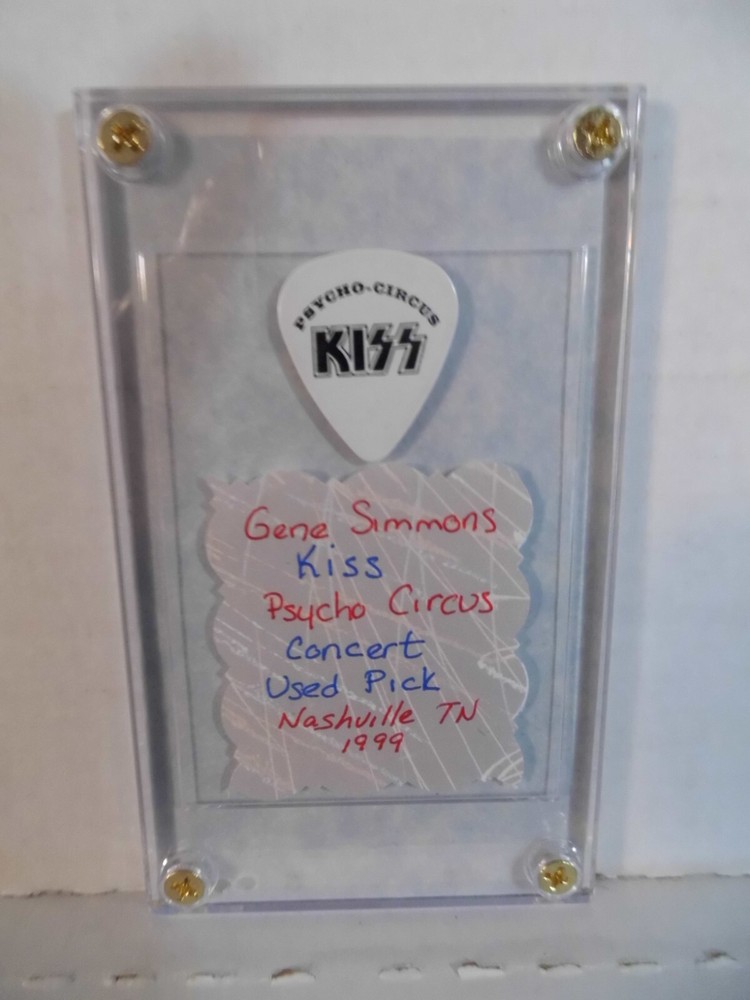 PSYCHO-CIRCUS
KISS
Gene Simmons
Kiss
Psycho Circus
Concert
Used Pick
Nashville TN
1999